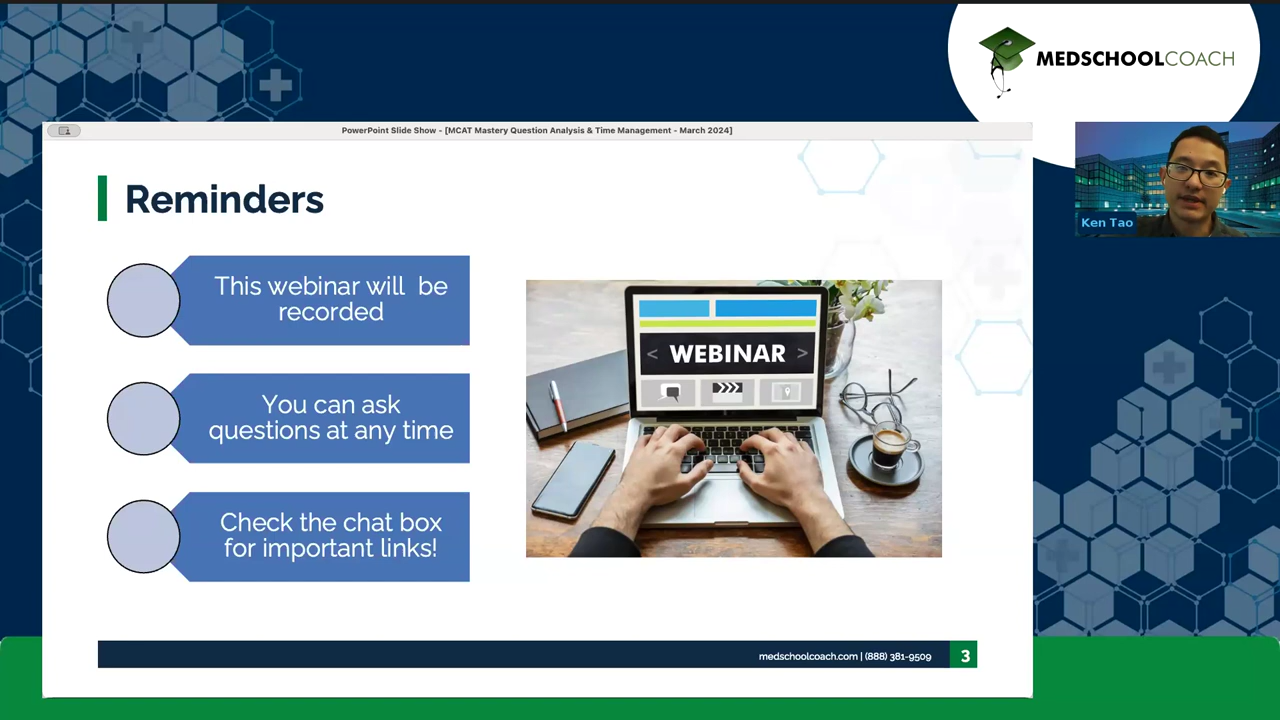 MEDSCHOOLCOACH
PowerPoint Slide Show - [MCAT Mastery Question Analysis & Time Management - March 2024]
Ken Tao
Reminders
This webinar will be
recorded
You can ask
questions at any time
Check the chat box
for important links!
< WEBINAR >
medschoolcoach.com | (888) 381-9509
3